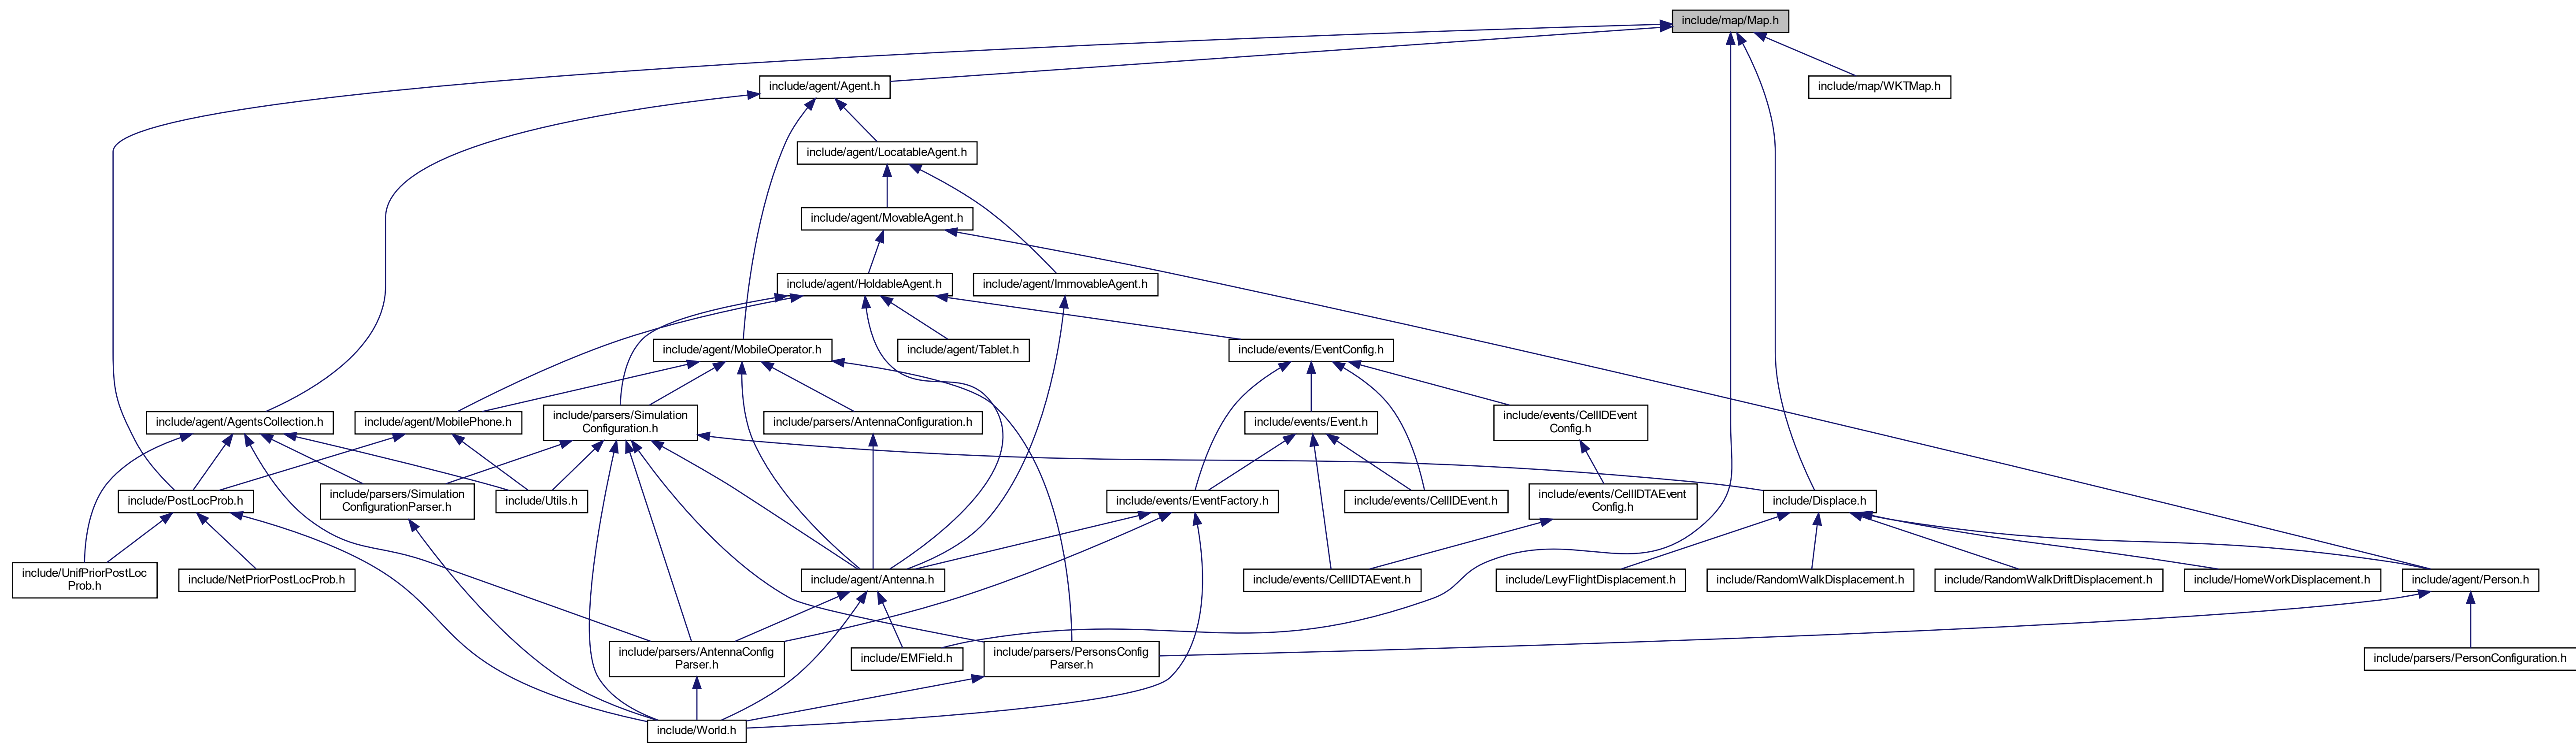 include/map/Map.h
include/agent/Agent.h
include/map/WKTMap.h
include/agent/LocatableAgent.h
include/agent/MovableAgent.h
include/agent/HoldableAgent.h
include/agent/ImmovableAgent.h
include/agent/MobileOperator.h
include/agent/Tablet.h
include/events/EventConfig.h
include/agent/AgentsCollection.h
include/agent/MobilePhone.h
include/parsers/Simulation
Configuration.h
include/parsers/AntennaConfiguration.h
include/events/Event.h
include/events/CellIDEvent
Config.h
include/PostLocProb.h
include/parsers/Simulation
ConfigurationParser.h
include/Utils.h
include/events/EventFactory.h
include/events/CellIDEvent.h
include/events/CellIDTAEvent
Config.h
include/Displace.h
include/UnifPriorPostLoc
Prob.h
include/NetPriorPostLocProb.h
include/agent/Antenna.h
include/events/CellIDTAEvent.h
include/LevyFlightDisplacement.h
include/RandomWalkDisplacement.h
include/RandomWalkDriftDisplacement.h
include/HomeWorkDisplacement.h
include/agent/Person.h
include/parsers/AntennaConfig
Parser.h
include/EMField.h
include/parsers/PersonsConfig
Parser.h
include/parsers/PersonConfiguration.h
include/World.h